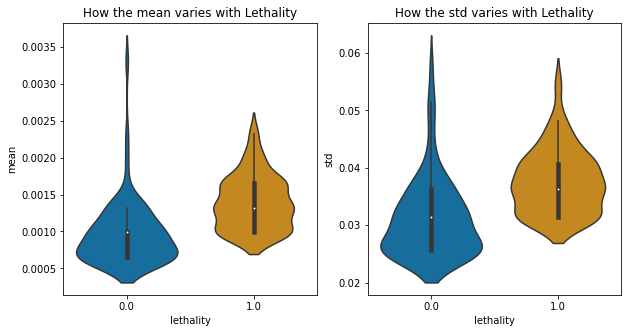 How the mean varies with Lethality
mean
0.0035
0.0030
0.0025
0.0020
0.0015
0.0010
0.0005
0.0 1.0
lethality
How the std varies with Lethality
std
0.06
0.05
0.04
0.03
0.02
0.0 1.0
lethality